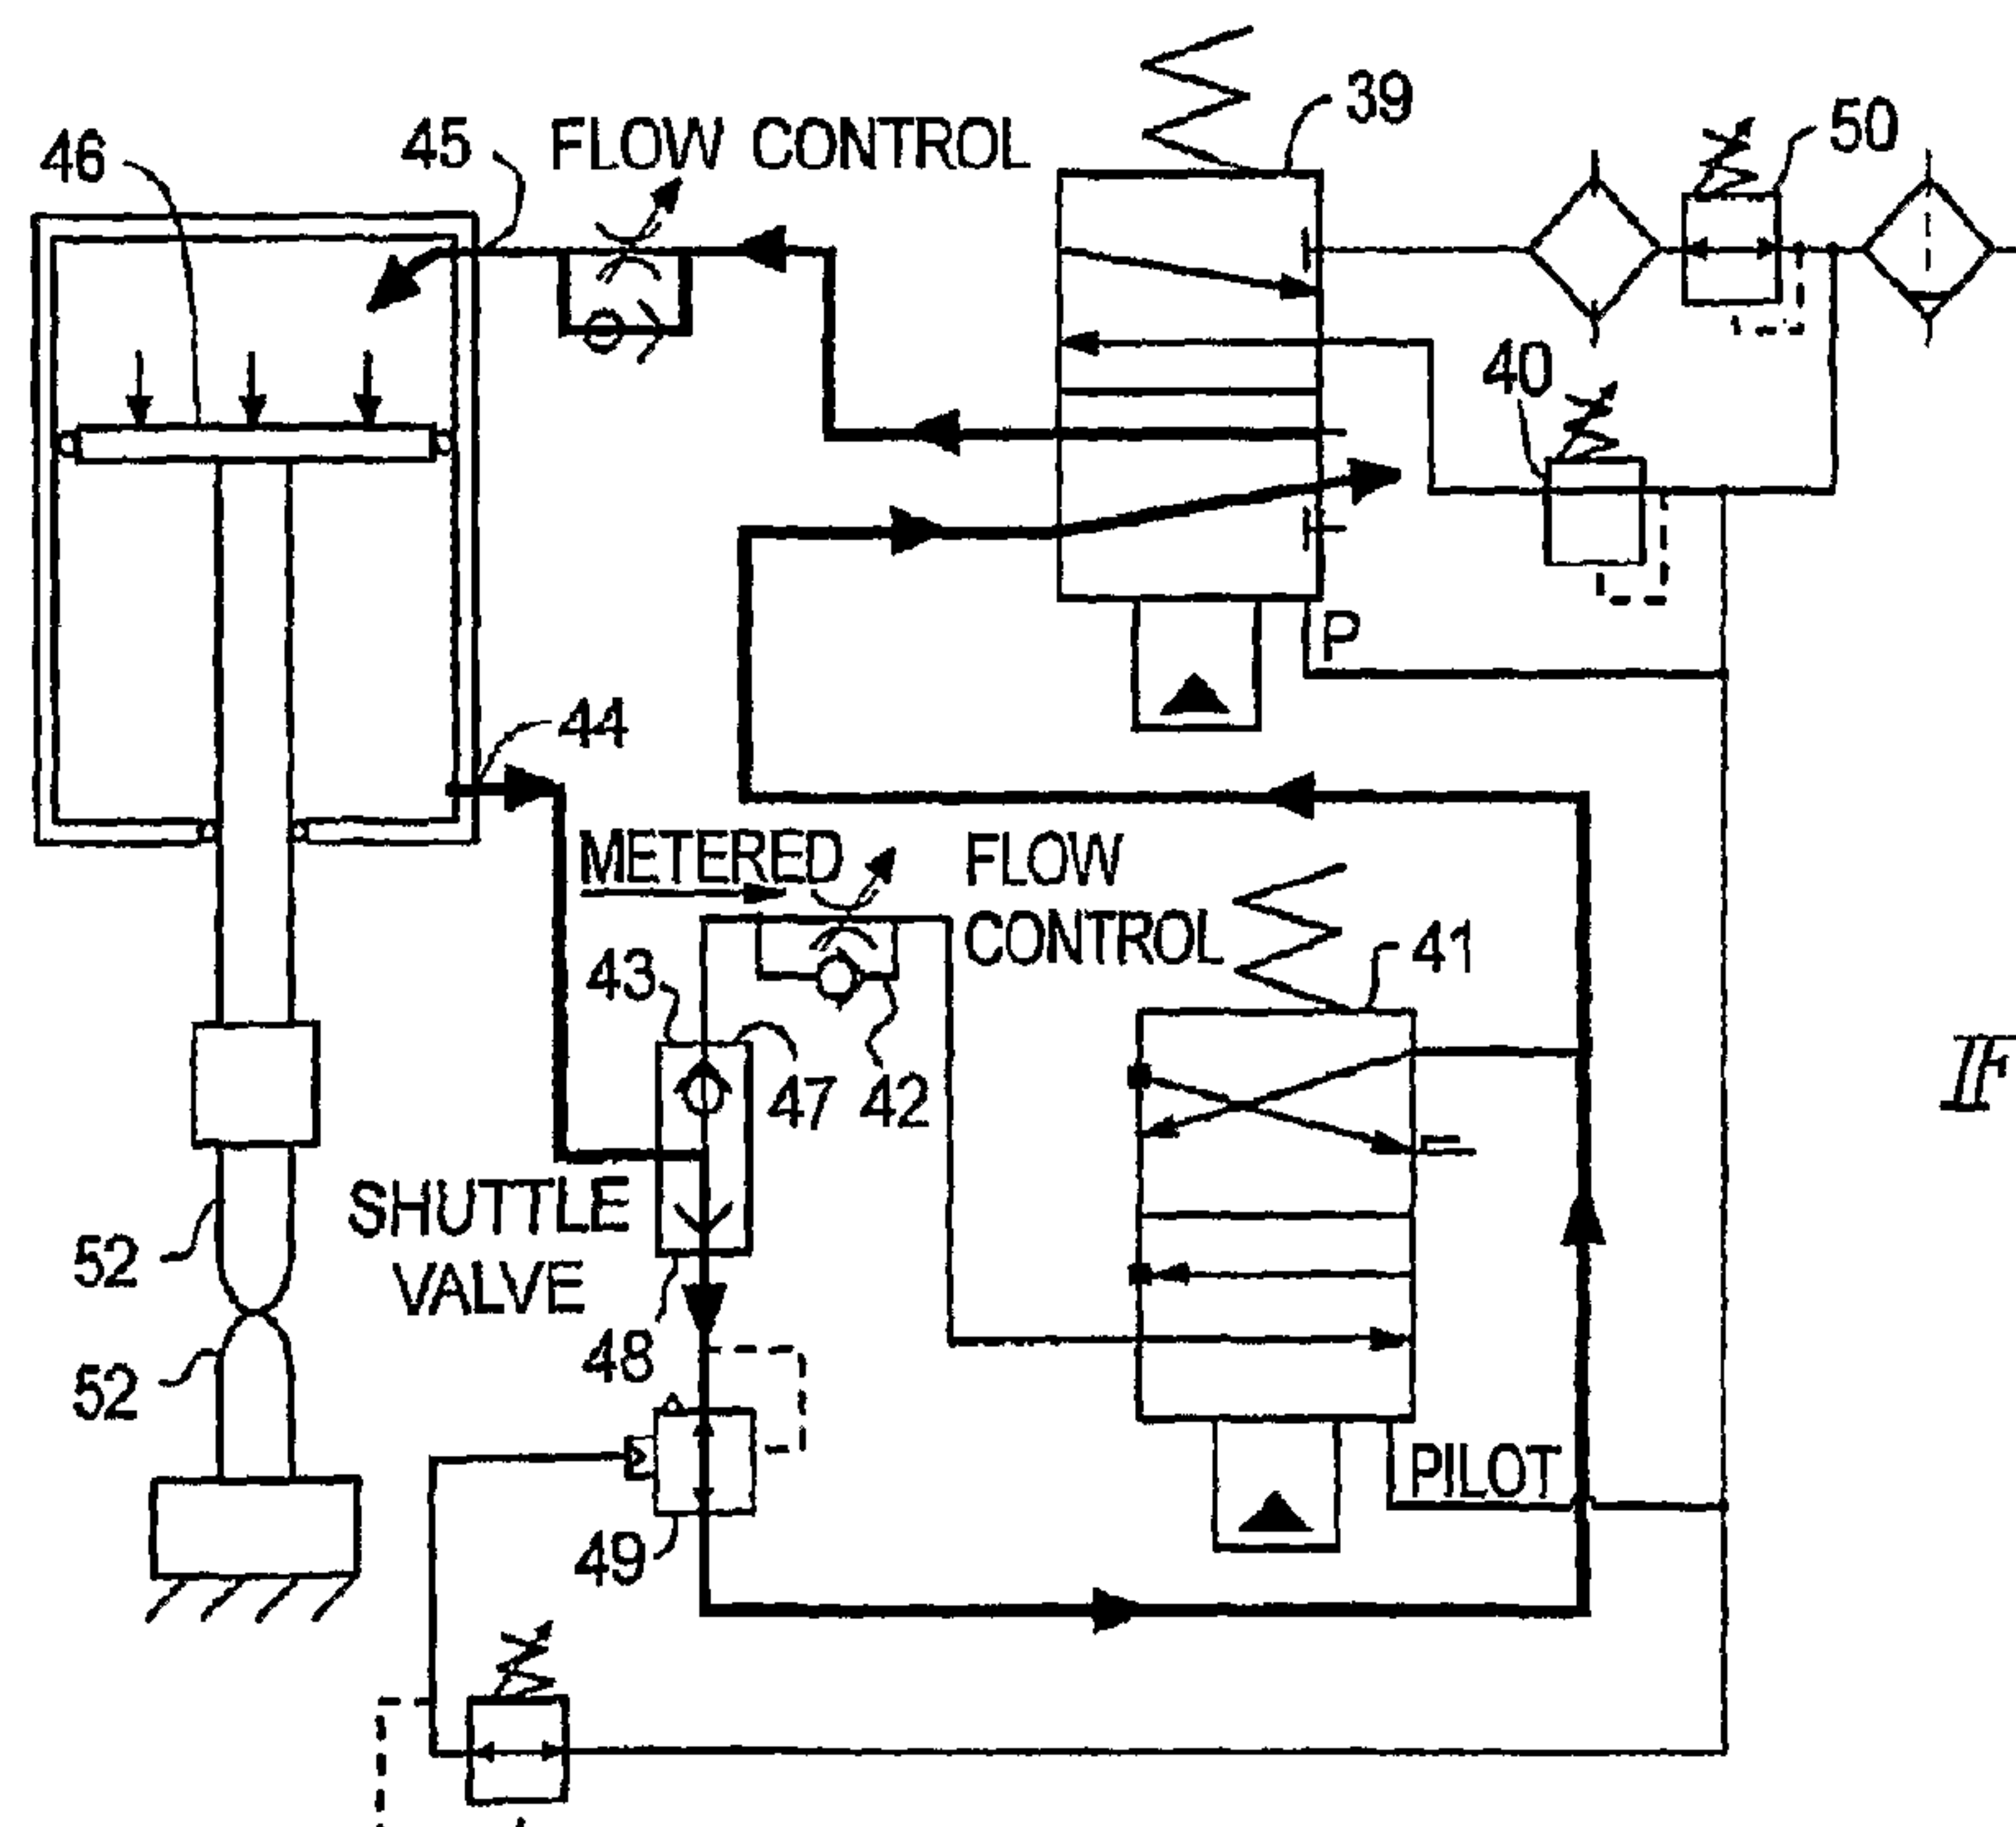 39
50
45 FLOW CONTROL
46
40
P
44
METERED
FLOW
CONTROL
41
43
47
42
SHUTTLE
VALVE
48
52
52
PILOT
49